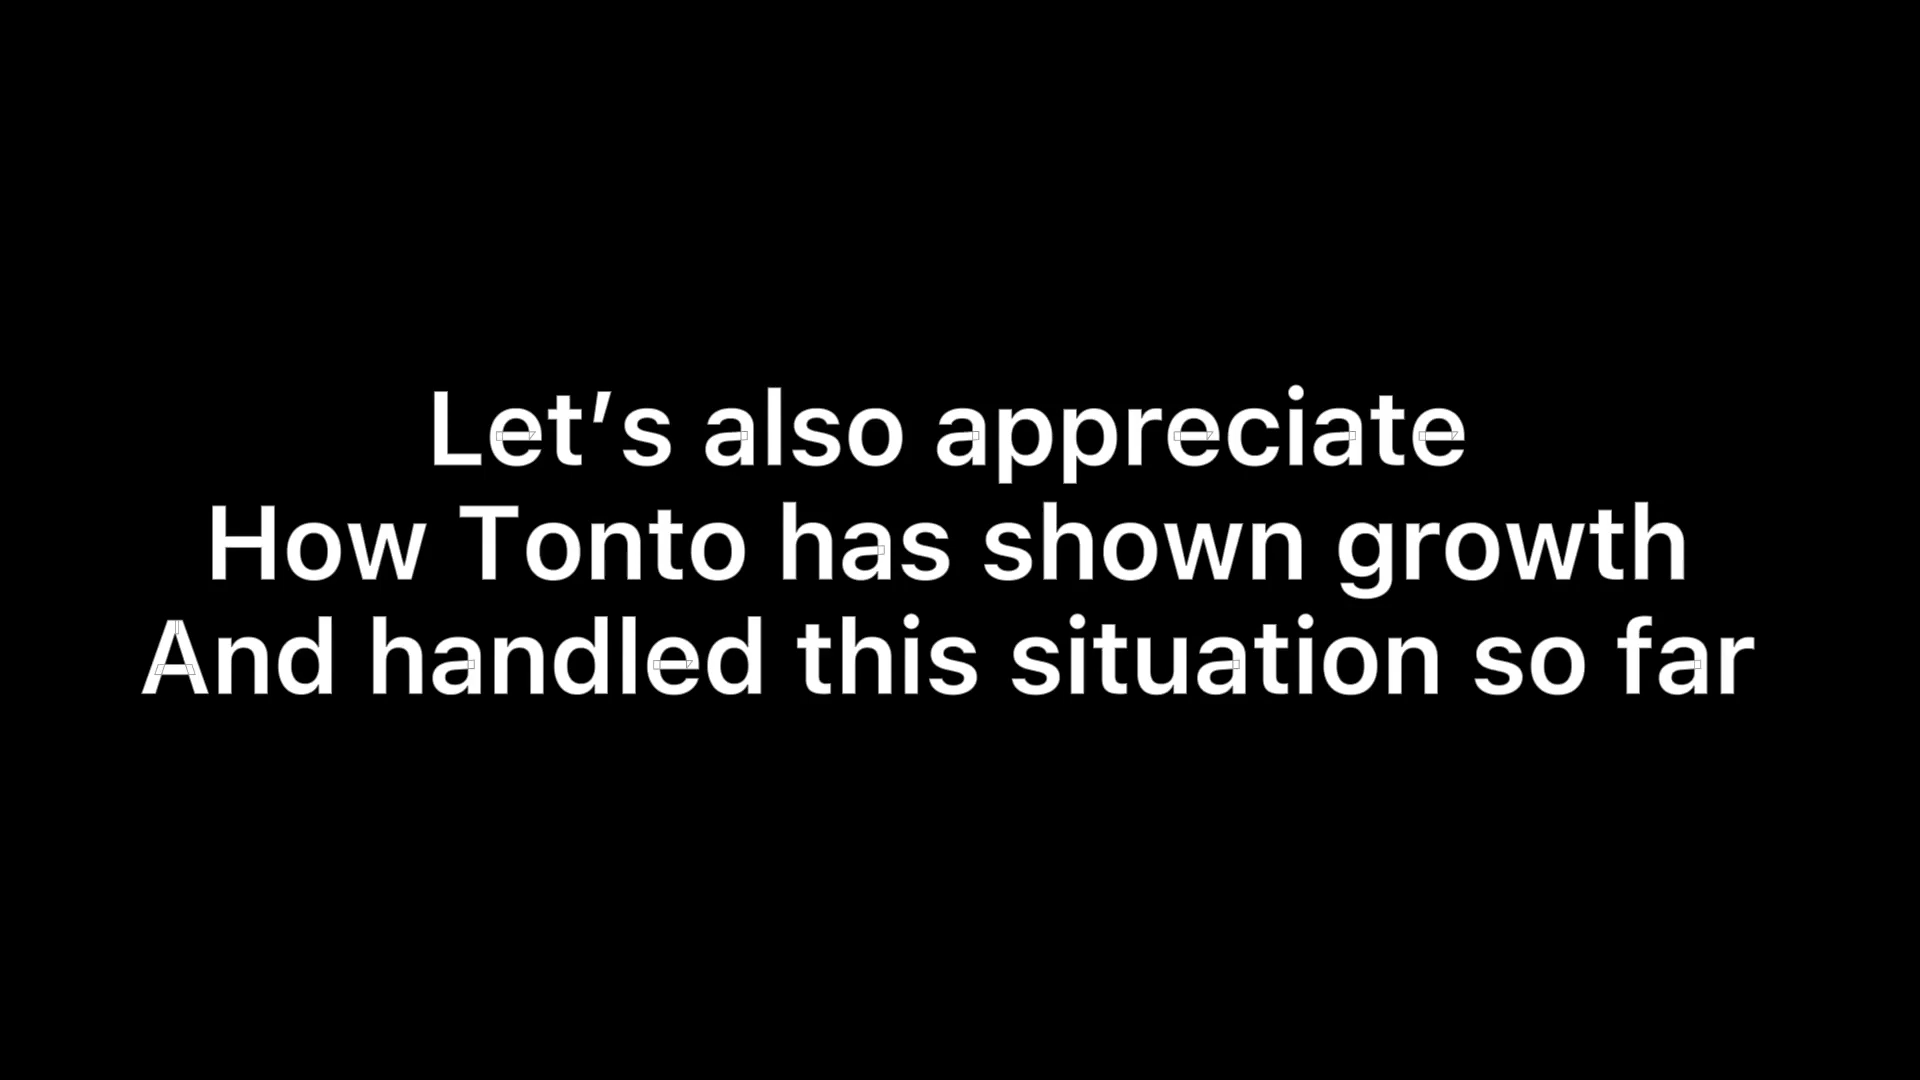 Let’s also appreciate
How Tonto has shown growth
And handled this situation so far